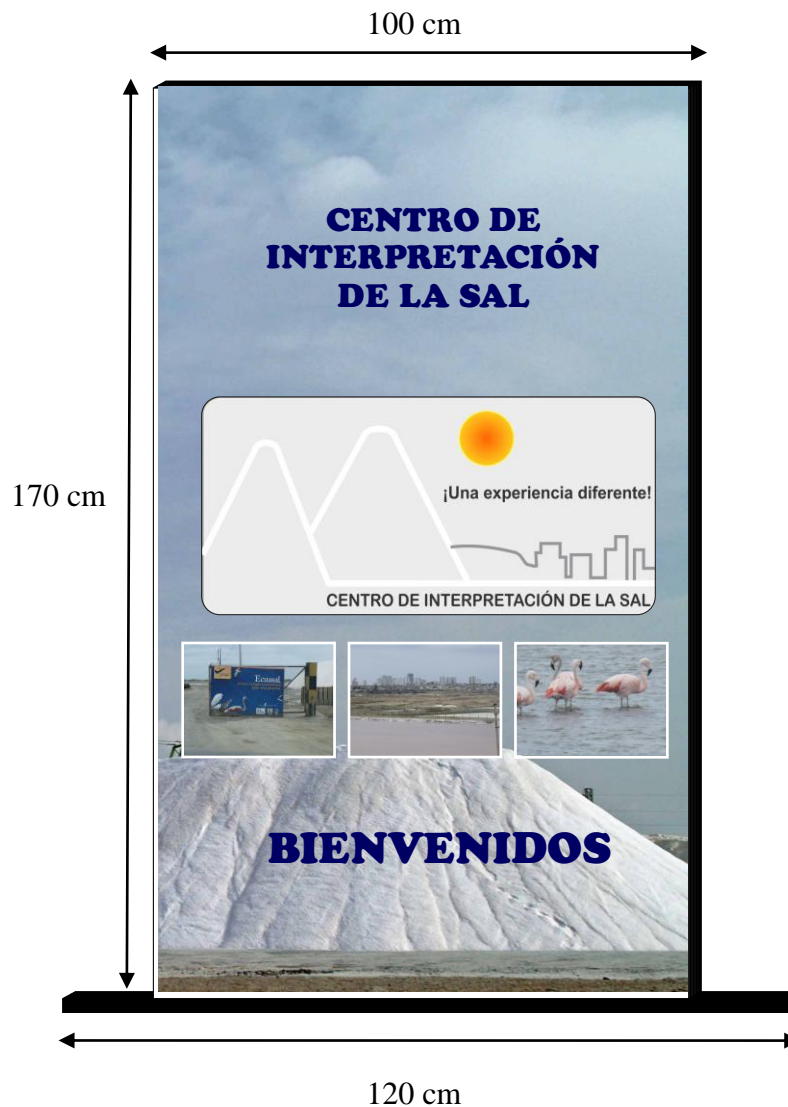 100 cm
CENTRO DE
INTERPRETACIÓN
DE LA SAL
170 cm
¡Una experiencia diferente!
CENTRO DE INTERPRETACIÓN DE LA SAL
Ecuasal
BIENVENIDOS
120 cm